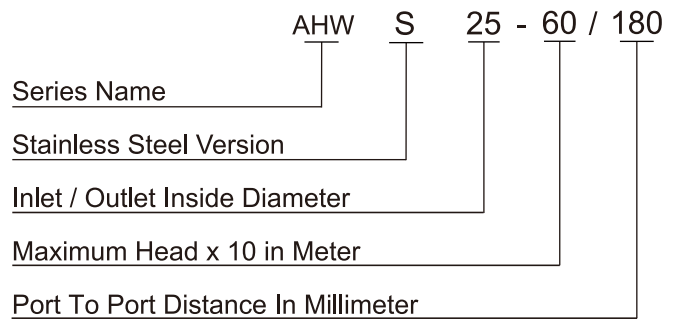 AHW S 25 - 60 / 180
Series Name
Stainless Steel Version
Inlet / Outlet Inside Diameter
Maximum Head x 10 in Meter
Port To Port Distance In Millimeter